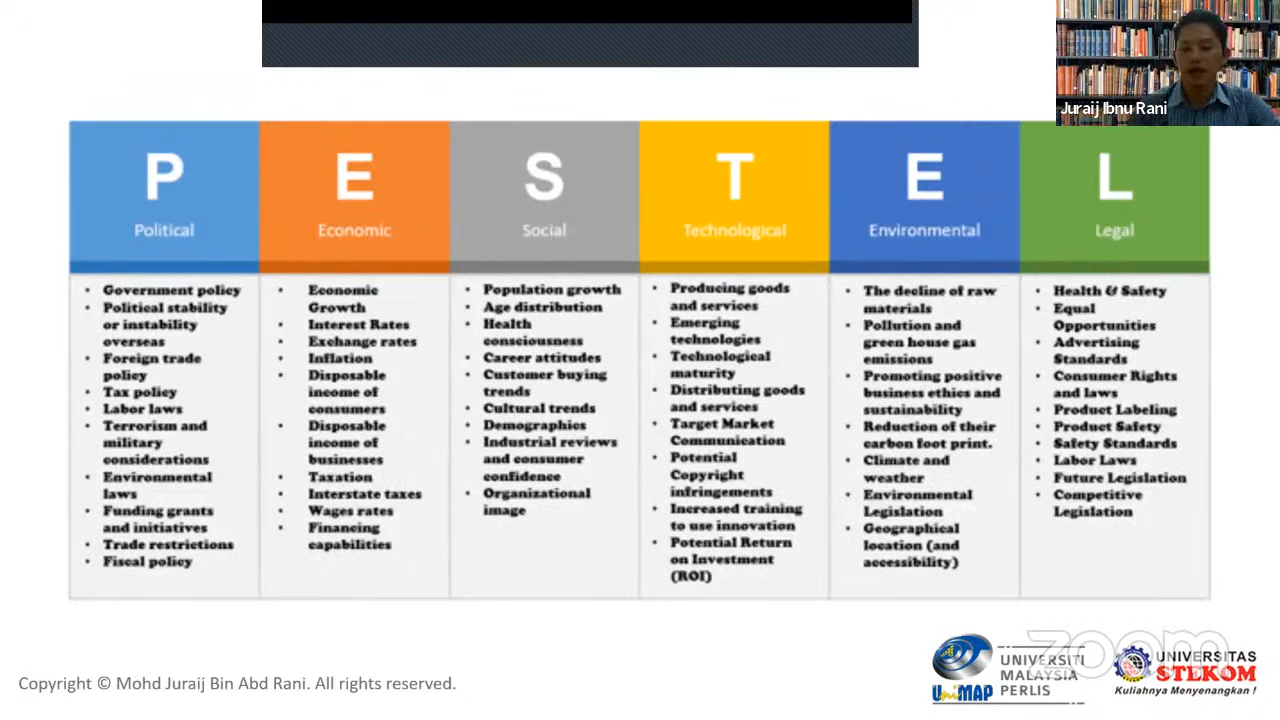 Juraij Ibnu Rani
P
Political
Government policy
Political stability
or instability
overseas
Foreign trade
policy
Tax policy
Labor laws
Terrorism and
military
considerations
Environmental
laws
Funding grants
and initiatives
Trade restrictions
Fiscal policy
E
Economic
Economic
Growth
Interest Rates
Exchange rates
Inflation
Disposable
income of
consumers
Disposable
income of
businesses
Taxation
Interstate taxes
Wages rates
Financing
capabilities
S
Social
Population growth
Age distribution
Health
consciousness
Career attitudes
Customer buying
trends
Cultural trends
Demographics
Industrial reviews
and consumer
confidence
Organizational
image
T
Technological
Producing goods
and services
Emerging
technologies
Technological
maturity
Distributing goods
and services
Target Market
Communication
Potential
Copyright
infringements
Increased training
to use innovation
Potential Return
on Investment
(ROI)
E
Environmental
The decline of raw
materials
Pollution and
green house gas
emissions
Promoting positive
business ethics and
sustainability
Reduction of their
carbon foot print.
Climate and
weather
Environmental
Legislation
Geographical
location (and
accessibility)
L
Legal
Health & Safety
Equal
Opportunities
Advertising
Standards
Consumer Rights
and laws
Product Labeling
Product Safety
Safety Standards
Labor Laws
Future Legislation
Competitive
Legislation
Copyright © Mohd Juraij Bin Abd Rani. All rights reserved.
UniMAP
UNIVERSITI
MALAYSIA
PERLIS
zoom
UNIVERSITAS
STEKOM
Kuliahnya Menyenangkan !